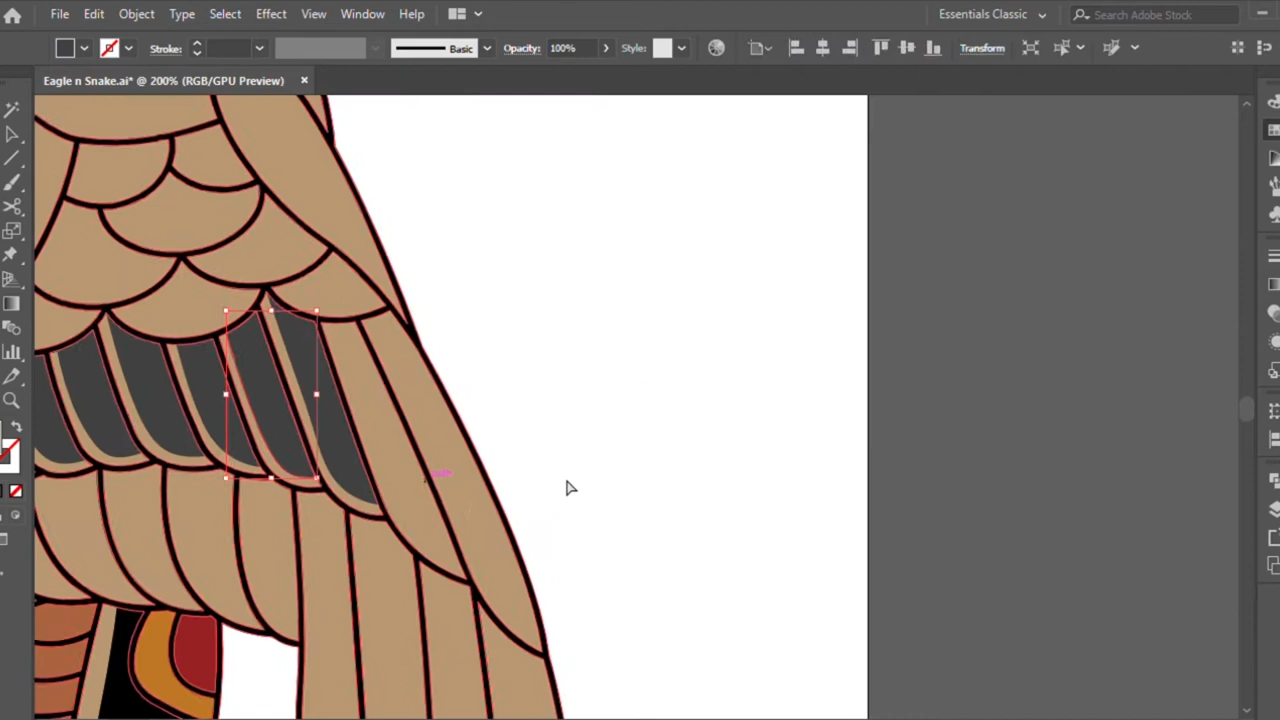 File Edit Object Type Select Effect View Window Help Essentials Classic Search Adobe Stock
Stroke: Basic Opacity: 100% Style: Transform
Eagle n Snake.ai* @ 200% (RGB/GPU Preview) ×